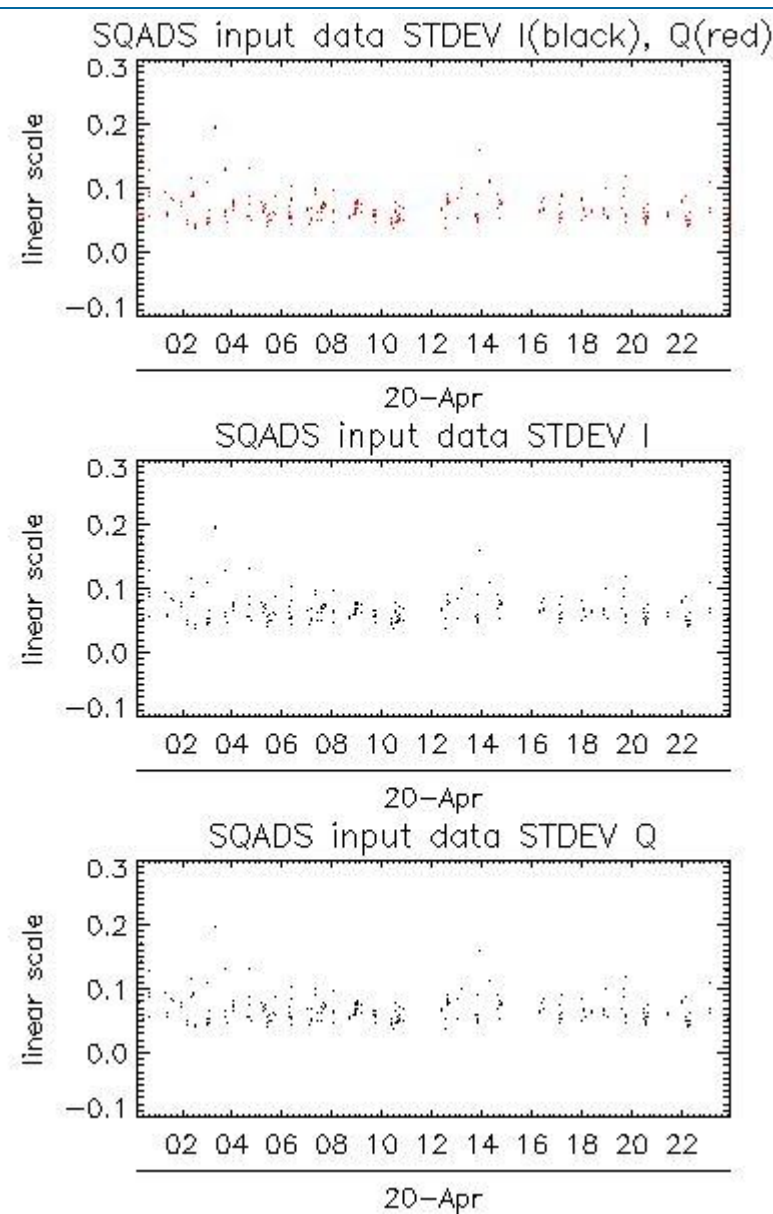 SQADS input data STDEV I(black), Q(red)
0.3
0.2
0.1
0.0
-0.1
linear scale
02 04 06 08 10 12 14 16 18 20 22
20-Apr
SQADS input data STDEV I
0.3
0.2
0.1
0.0
-0.1
linear scale
02 04 06 08 10 12 14 16 18 20 22
20-Apr
SQADS input data STDEV Q
0.3
0.2
0.1
0.0
-0.1
linear scale
02 04 06 08 10 12 14 16 18 20 22
20-Apr